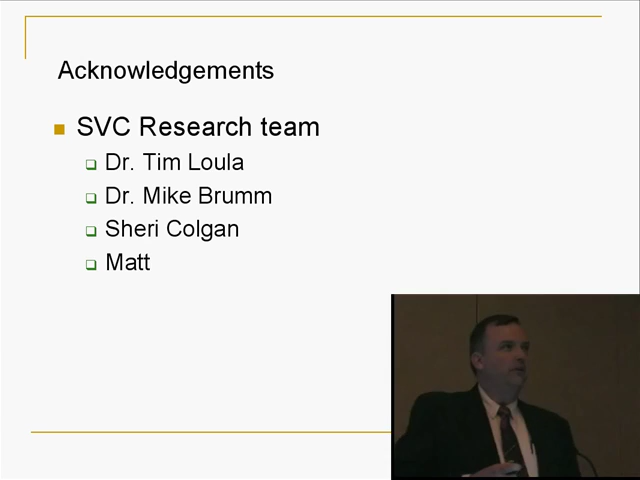 Acknowledgements
SVC Research team
Dr. Tim Loula
Dr. Mike Brumm
Sheri Colgan
Matt